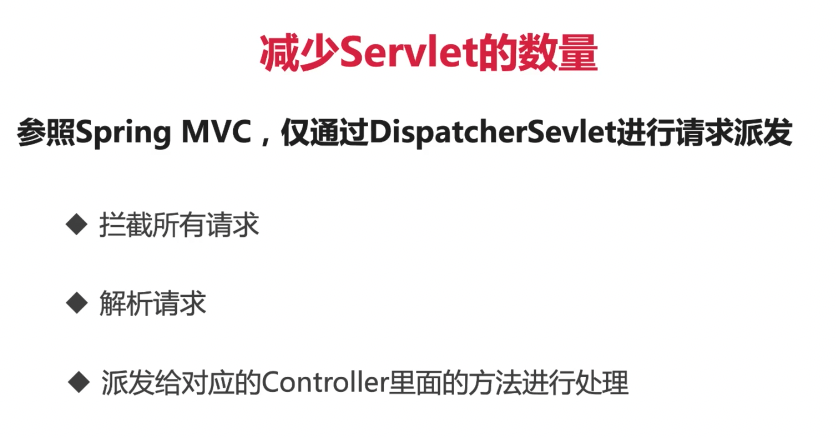 减少Servlet的数量
参照Spring MVC，仅通过DispatcherSevlet进行请求派发
◆ 拦截所有请求
◆ 解析请求
◆ 派发给对应的Controller里面的方法进行处理